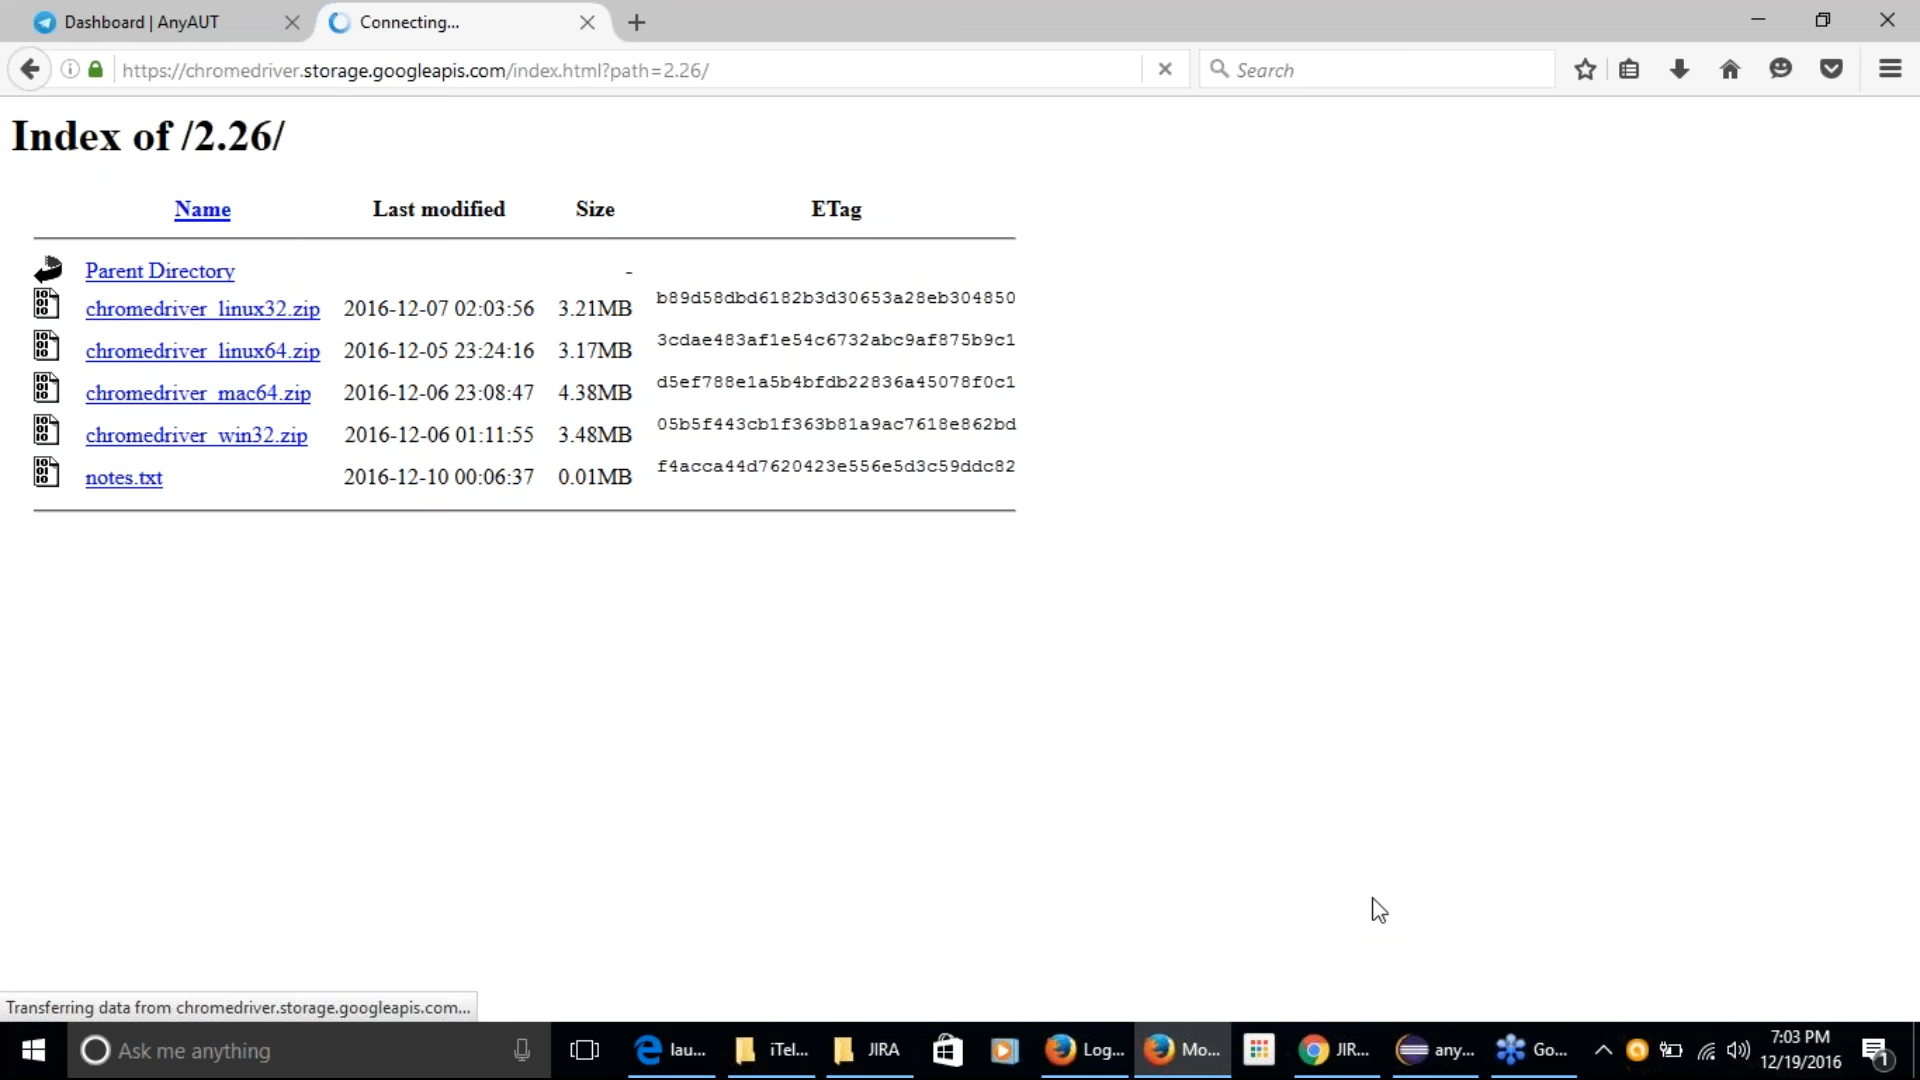 Dashboard | AnyAUT
Connecting...
https://chromedriver.storage.googleapis.com/index.html?path=2.26/
Search
Index of /2.26/
Name Last modified Size ETag
Parent Directory -
chromedriver_linux32.zip 2016-12-07 02:03:56 3.21MB b89d58dbd6182b3d30653a28eb304850
chromedriver_linux64.zip 2016-12-05 23:24:16 3.17MB 3cdae483af1e54c6732abc9af875b9c1
chromedriver_mac64.zip 2016-12-06 23:08:47 4.38MB d5ef788e1a5b4bfdb22836a45078f0c1
chromedriver_win32.zip 2016-12-06 01:11:55 3.48MB 05b5f443cb1f363b81a9ac7618e862bd
notes.txt 2016-12-10 00:06:37 0.01MB f4acca44d7620423e556e5d3c59ddc82
Transferring data from chromedriver.storage.googleapis.com...
Ask me anything
lau...
iTel...
JIRA
Log...
Mo...
JIR...
any...
Go...
7:03 PM
12/19/2016
1